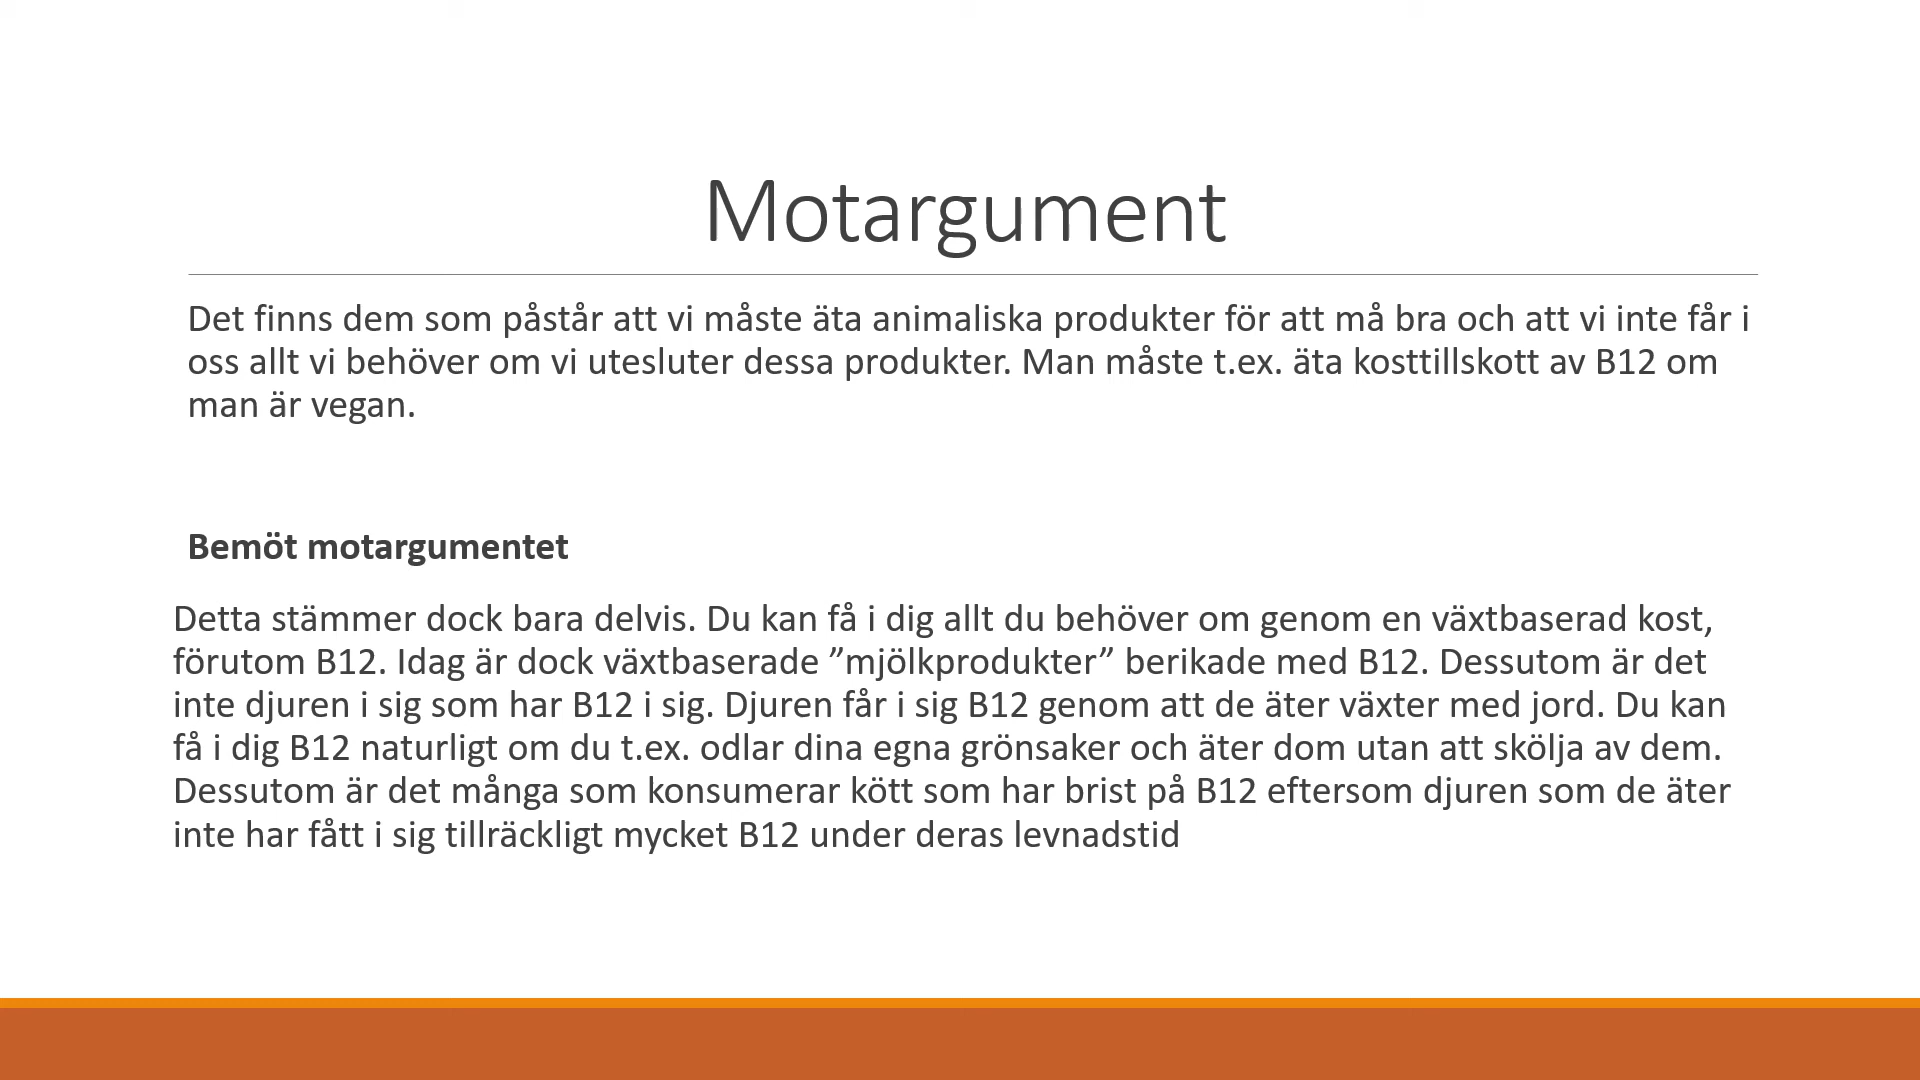 Motargument
Det finns dem som påstår att vi måste äta animaliska produkter för att må bra och att vi inte får i
oss allt vi behöver om vi utesluter dessa produkter. Man måste t.ex. äta kosttillskott av B12 om
man är vegan.
Bemöt motargumentet
Detta stämmer dock bara delvis. Du kan få i dig allt du behöver om genom en växtbaserad kost,
förutom B12. Idag är dock växtbaserade ”mjölkprodukter” berikade med B12. Dessutom är det
inte djuren i sig som har B12 i sig. Djuren får i sig B12 genom att de äter växter med jord. Du kan
få i dig B12 naturligt om du t.ex. odlar dina egna grönsaker och äter dom utan att skölja av dem.
Dessutom är det många som konsumerar kött som har brist på B12 eftersom djuren som de äter
inte har fått i sig tillräckligt mycket B12 under deras levnadstid